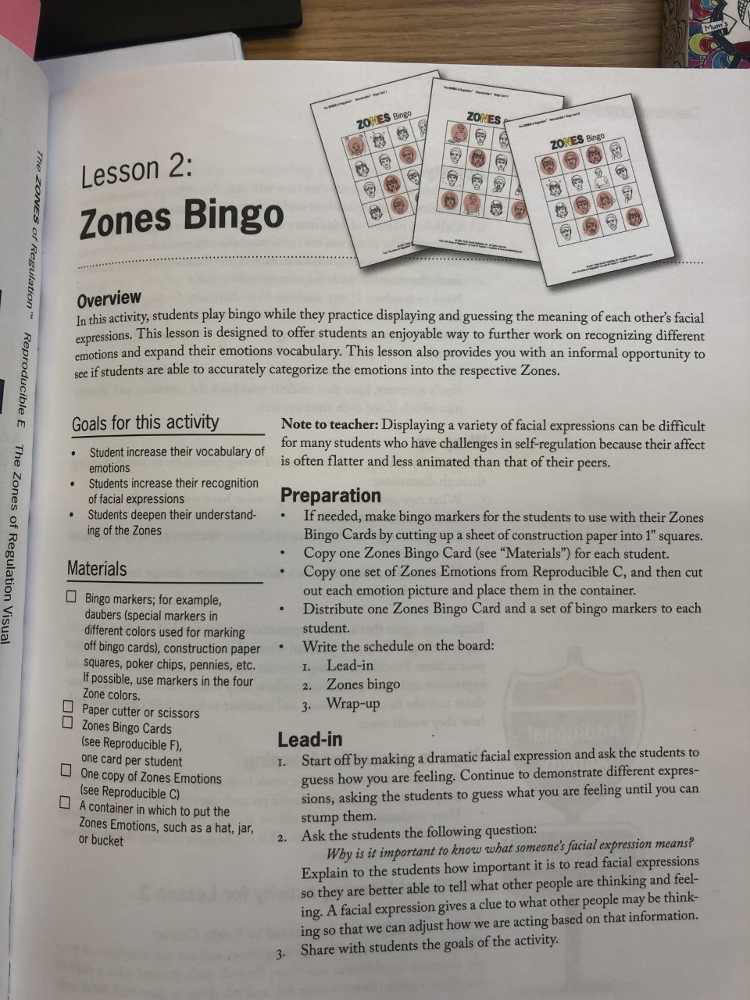 Mum's
The ZONES of Regulation™ Reproducible E The Zones of Regulation Visual
ZONES Bingo
ZONES
ZONES Bingo
Lesson 2:
Zones Bingo
Overview
In this activity, students play bingo while they practice displaying and guessing the meaning of each other's facial
expressions. This lesson is designed to offer students an enjoyable way to further work on recognizing different
emotions and expand their emotions vocabulary. This lesson also provides you with an informal opportunity to
see if students are able to accurately categorize the emotions into the respective Zones.
Goals for this activity
• Student increase their vocabulary of
emotions
• Students increase their recognition
of facial expressions
• Students deepen their understand-
ing of the Zones
Materials
☐ Bingo markers; for example,
daubers (special markers in
different colors used for marking
off bingo cards), construction paper
squares, poker chips, pennies, etc.
If possible, use markers in the four
Zone colors.
☐ Paper cutter or scissors
☐ Zones Bingo Cards
(see Reproducible F),
one card per student
☐ One copy of Zones Emotions
(see Reproducible C)
☐ A container in which to put the
Zones Emotions, such as a hat, jar,
or bucket
Note to teacher: Displaying a variety of facial expressions can be difficult
for many students who have challenges in self-regulation because their affect
is often flatter and less animated than that of their peers.
Preparation
• If needed, make bingo markers for the students to use with their Zones
Bingo Cards by cutting up a sheet of construction paper into 1" squares.
• Copy one Zones Bingo Card (see “Materials”) for each student.
• Copy one set of Zones Emotions from Reproducible C, and then cut
out each emotion picture and place them in the container.
• Distribute one Zones Bingo Card and a set of bingo markers to each
student.
• Write the schedule on the board:
1. Lead-in
2. Zones bingo
3. Wrap-up
Lead-in
1. Start off by making a dramatic facial expression and ask the students to
guess how you are feeling. Continue to demonstrate different expres-
sions, asking the students to guess what you are feeling until you can
stump them.
2. Ask the students the following question:
Why is it important to know what someone's facial expression means?
Explain to the students how important it is to read facial expressions
so they are better able to tell what other people are thinking and feel-
ing. A facial expression gives a clue to what other people may be think-
ing so that we can adjust how we are acting based on that information.
3. Share with students the goals of the activity.